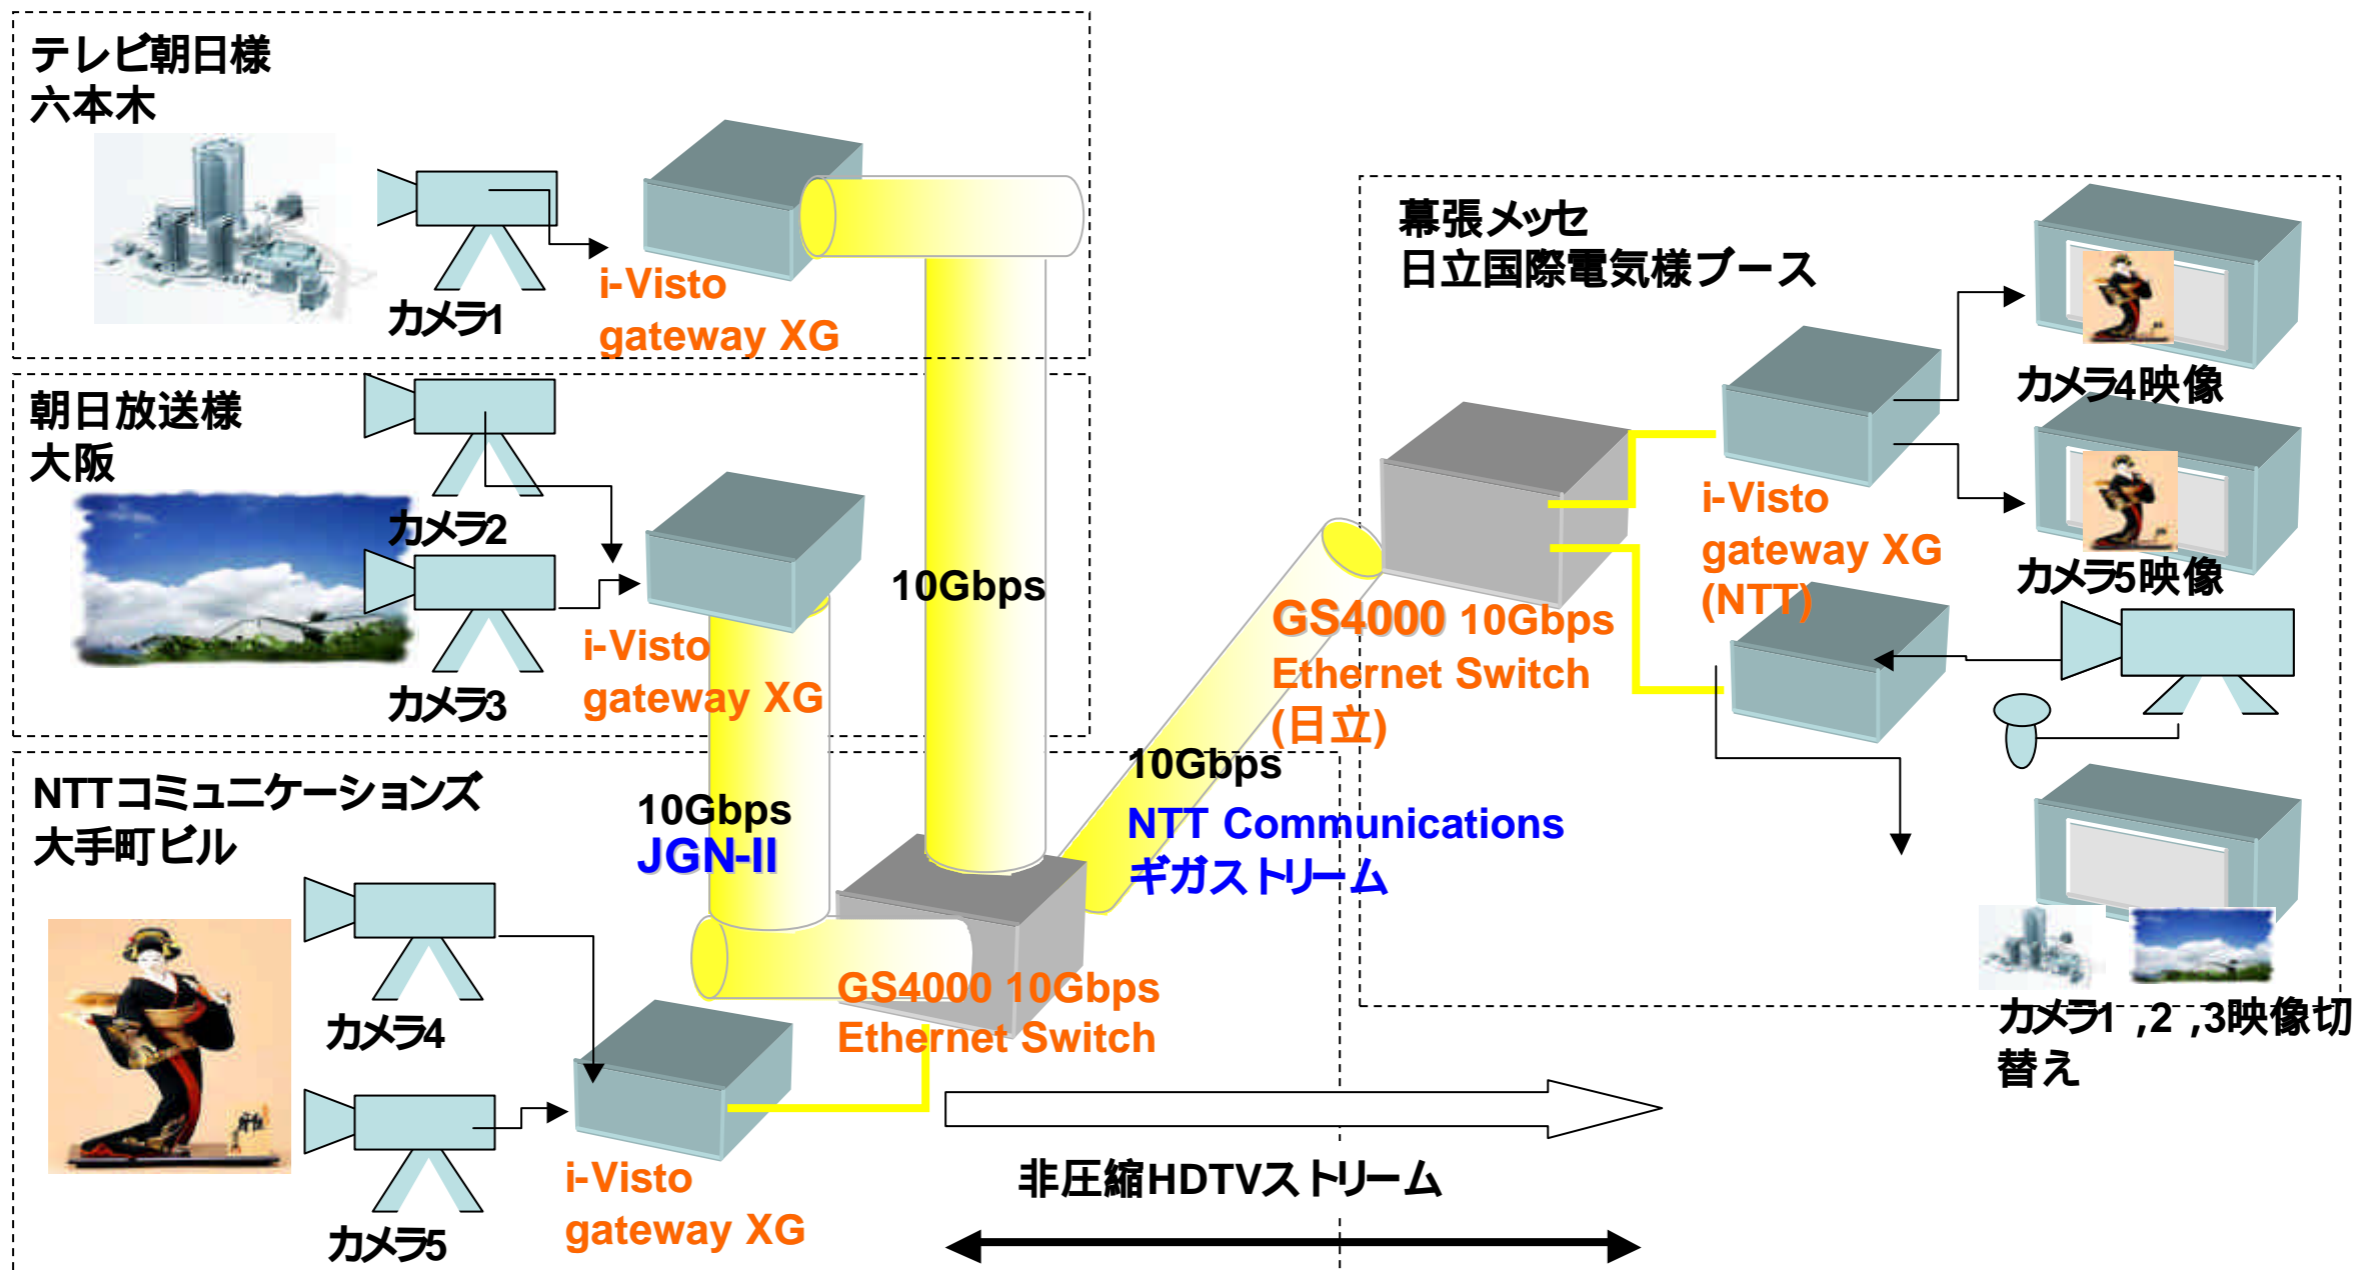 テレビ朝日様
六本木
カメラ1
i-Visto
gateway XG
朝日放送様
大阪
カメラ2
カメラ3
i-Visto
gateway XG
10Gbps
10Gbps
JGN-II
NTTコミュニケーションズ
大手町ビル
カメラ4
カメラ5
i-Visto
gateway XG
GS4000 10Gbps
Ethernet Switch
10Gbps
NTT Communications
ギガストリーム
非圧縮HDTVストリーム
幕張メッセ
日立国際電気様ブース
GS4000 10Gbps
Ethernet Switch
(日立)
i-Visto
gateway XG
(NTT)
カメラ4映像
カメラ5映像
カメラ1 ,2 ,3映像切
替え